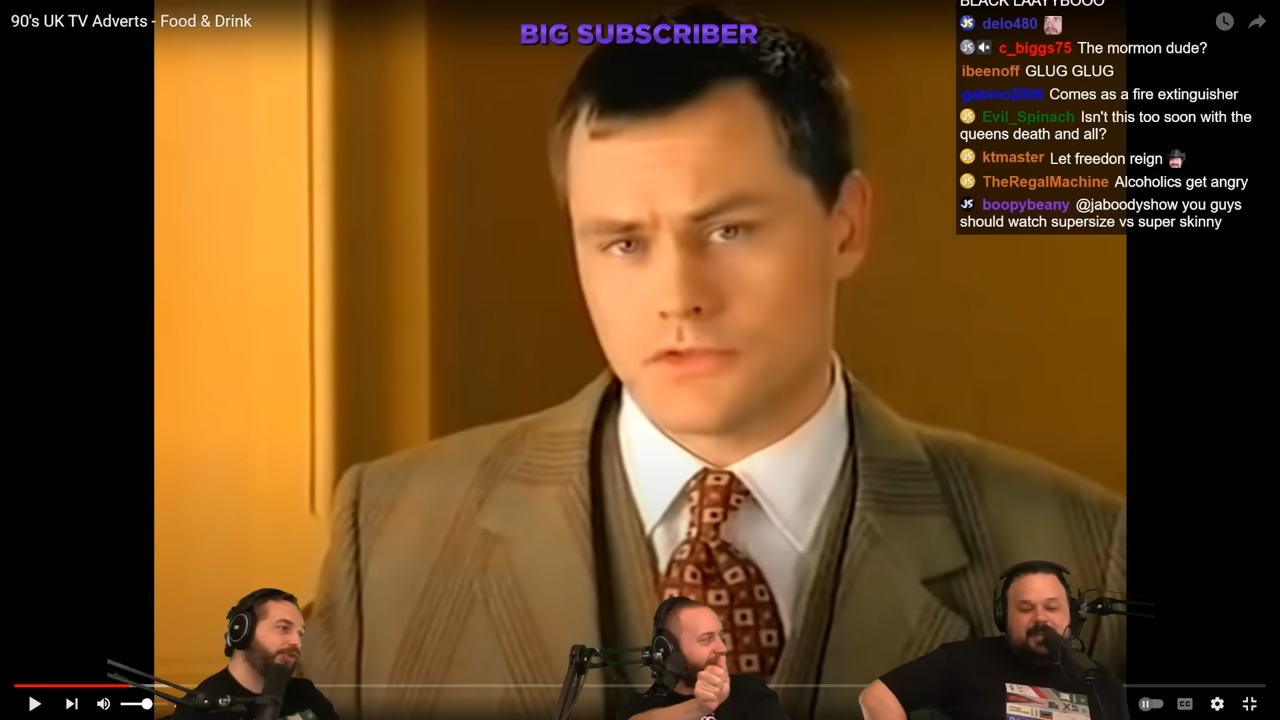 90's UK TV Adverts - Food & Drink
BIG SUBSCRIBER
BLACK LAAYYBOOO
delo480
c_biggs75 The mormon dude?
ibeenoff GLUG GLUG
gabino2006 Comes as a fire extinguisher
Evil_Spinach Isn't this too soon with the
queens death and all?
ktmaster Let freedon reign
TheRegalMachine Alcoholics get angry
boopybeany @jaboodyshow you guys
should watch supersize vs super skinny